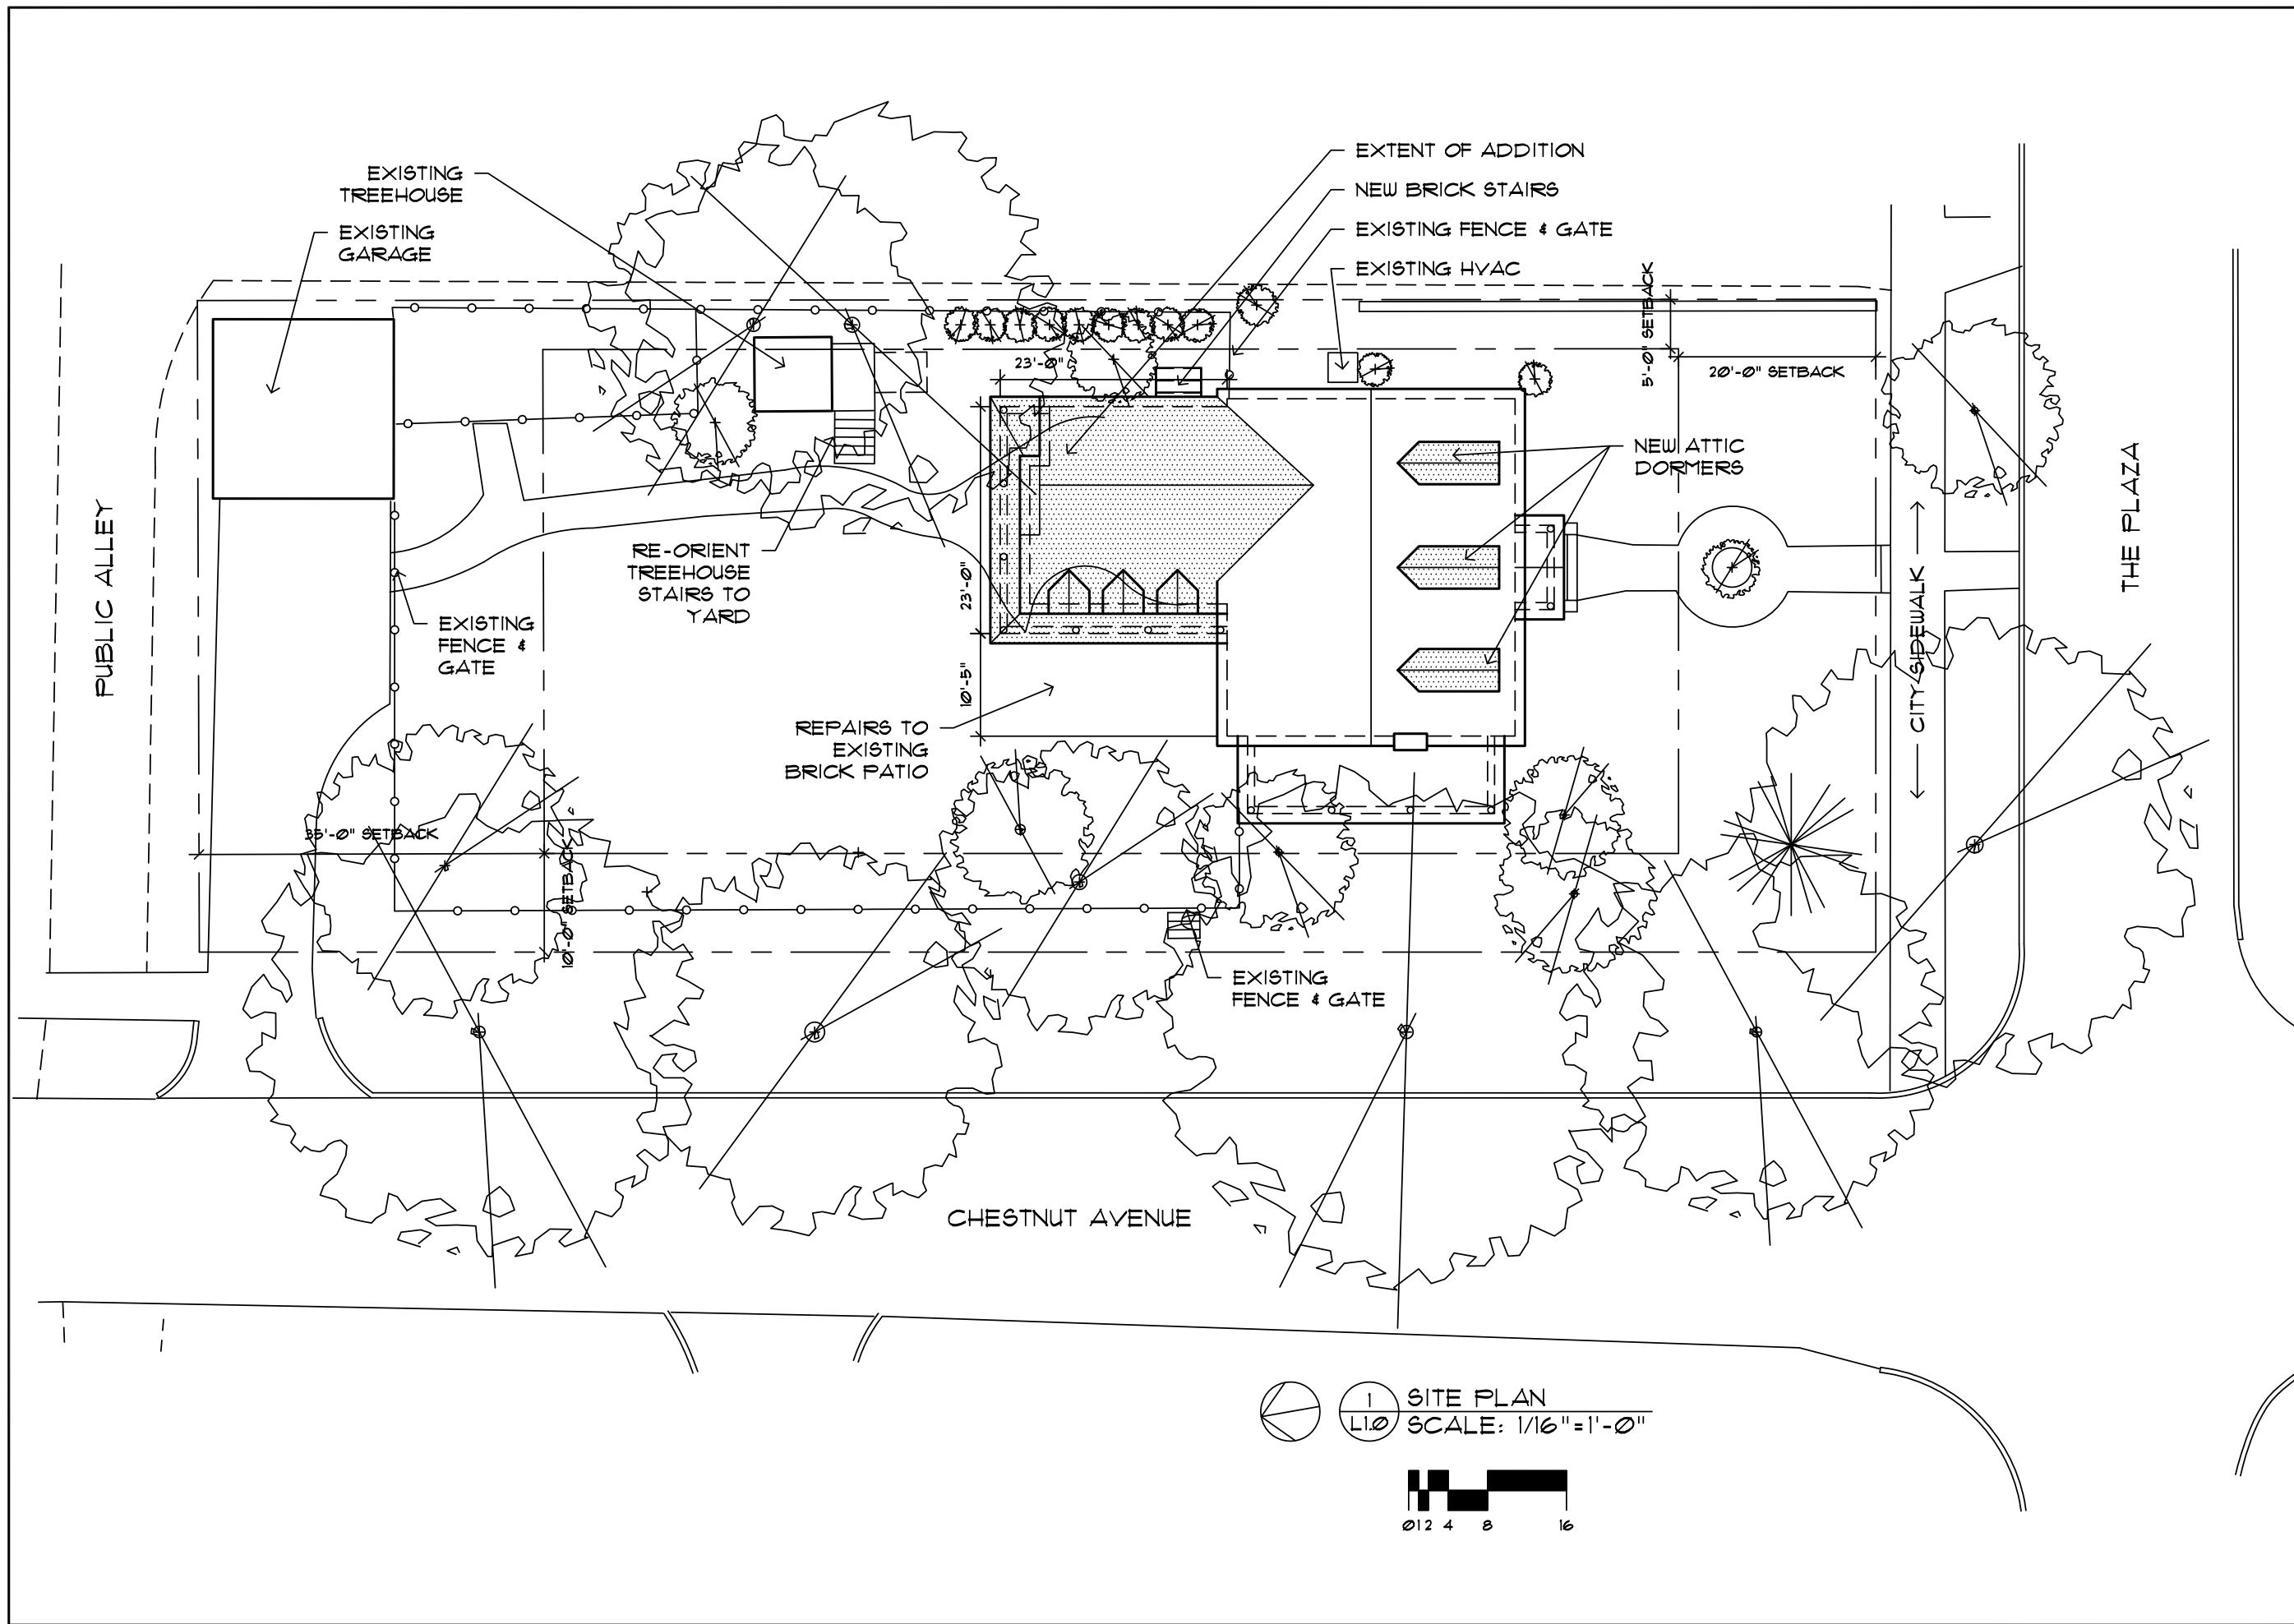 EXTENT OF ADDITION
EXISTING
TREEHOUSE
NEW BRICK STAIRS
EXISTING
GARAGE
EXISTING FENCE & GATE
EXISTING HVAC
5'-0" SETBACK
23'-0"
20'-0" SETBACK
NEW ATTIC
DORMERS
THE PLAZA
PUBLIC ALLEY
RE-ORIENT
TREEHOUSE
STAIRS TO
YARD
23'-0"
CITY SIDEWALK
EXISTING
FENCE &
GATE
10'-5"
REPAIRS TO
EXISTING
BRICK PATIO
35'-0" SETBACK
10'-0" SETBACK
EXISTING
FENCE & GATE
CHESTNUT AVENUE
1
L1.0
SITE PLAN
SCALE: 1/16"=1'-0"
0 1 2 4 8 16